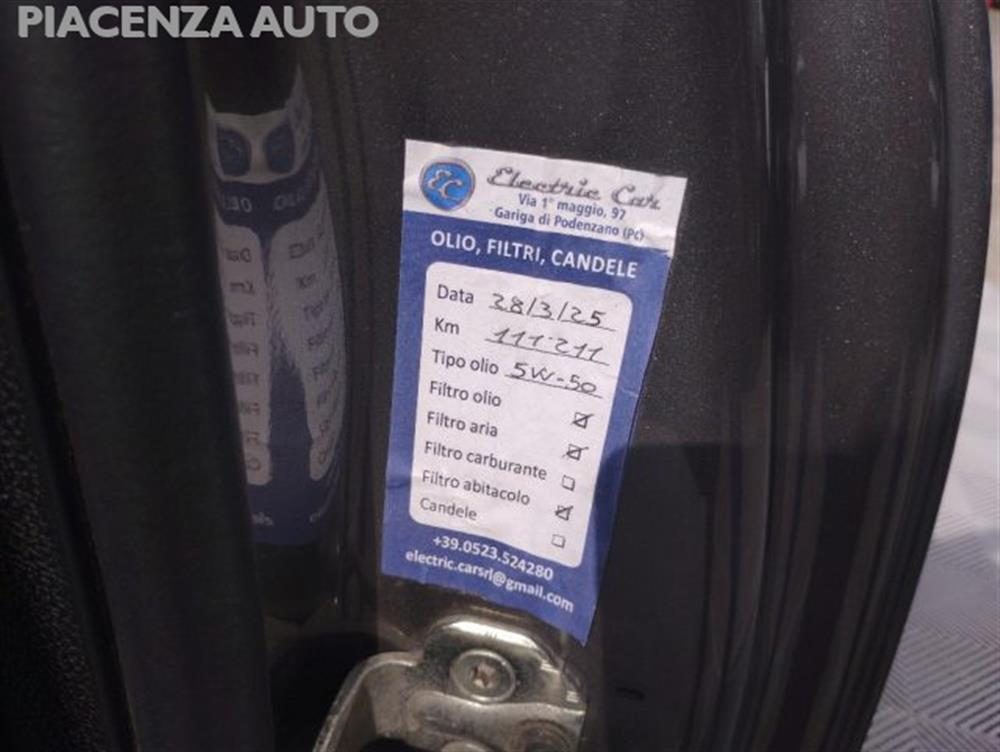 PIACENZA AUTO
EC Electric Car
Via 1° maggio, 97
Gariga di Podenzano (PC)
OLIO, FILTRI, CANDELE
Data 28/3/25
Km 111211
Tipo olio 5W-50
Filtro olio
Filtro aria
Filtro carburante
Filtro abitacolo
Candele
+39.0523.524280
electric.carsrl@gmail.com